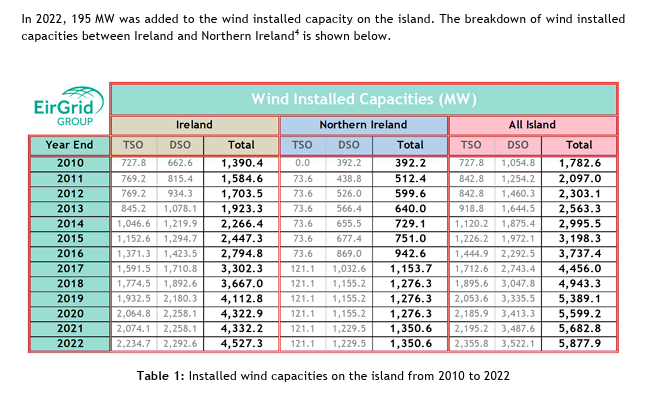 In 2022, 195 MW was added to the wind installed capacity on the island. The breakdown of wind installed
capacities between Ireland and Northern Ireland⁴ is shown below.
EirGrid
GROUP
Wind Installed Capacities (MW)
Ireland Northern Ireland All Island
Year End TSO DSO Total TSO DSO Total TSO DSO Total
2010 727.8 662.6 1,390.4 0.0 392.2 392.2 727.8 1,054.8 1,782.6
2011 769.2 815.4 1,584.6 73.6 438.8 512.4 842.8 1,254.2 2,097.0
2012 769.2 934.3 1,703.5 73.6 526.0 599.6 842.8 1,460.3 2,303.1
2013 845.2 1,078.1 1,923.3 73.6 566.4 640.0 918.8 1,644.5 2,563.3
2014 1,046.6 1,219.9 2,266.4 73.6 655.5 729.1 1,120.2 1,875.4 2,995.5
2015 1,152.6 1,294.7 2,447.3 73.6 677.4 751.0 1,226.2 1,972.1 3,198.3
2016 1,371.3 1,423.5 2,794.8 73.6 869.0 942.6 1,444.9 2,292.5 3,737.4
2017 1,591.5 1,710.8 3,302.3 121.1 1,032.6 1,153.7 1,712.6 2,743.4 4,456.0
2018 1,774.5 1,892.6 3,667.0 121.1 1,155.2 1,276.3 1,895.6 3,047.8 4,943.3
2019 1,932.5 2,180.3 4,112.8 121.1 1,155.2 1,276.3 2,053.6 3,335.5 5,389.1
2020 2,064.8 2,258.1 4,322.9 121.1 1,155.2 1,276.3 2,185.9 3,413.3 5,599.2
2021 2,074.1 2,258.1 4,332.2 121.1 1,229.5 1,350.6 2,195.2 3,487.6 5,682.8
2022 2,234.7 2,292.6 4,527.3 121.1 1,229.5 1,350.6 2,355.8 3,522.1 5,877.9
Table 1: Installed wind capacities on the island from 2010 to 2022